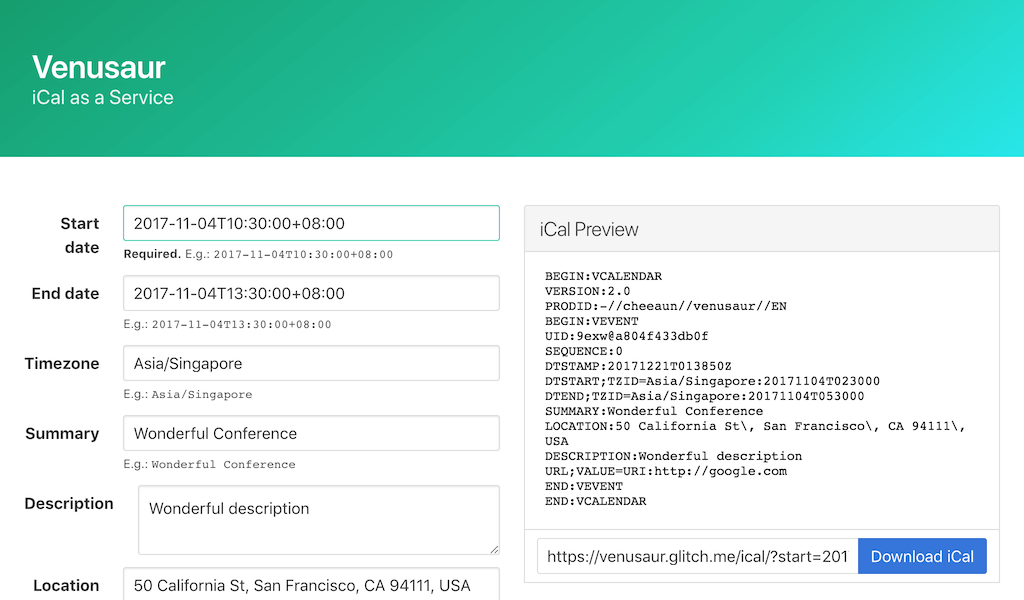 Venusaur
iCal as a Service
Start date
2017-11-04T10:30:00+08:00
Required. E.g.: 2017-11-04T10:30:00+08:00
End date
2017-11-04T13:30:00+08:00
E.g.: 2017-11-04T13:30:00+08:00
Timezone
Asia/Singapore
E.g.: Asia/Singapore
Summary
Wonderful Conference
E.g.: Wonderful Conference
Description
Wonderful description
Location
50 California St, San Francisco, CA 94111, USA
iCal Preview
BEGIN:VCALENDAR
VERSION:2.0
PRODID:-//cheeaun//venusaur//EN
BEGIN:VEVENT
UID:9exw@a804f433db0f
SEQUENCE:0
DTSTAMP:20171221T013850Z
DTSTART;TZID=Asia/Singapore:20171104T023000
DTEND;TZID=Asia/Singapore:20171104T053000
SUMMARY:Wonderful Conference
LOCATION:50 California St\, San Francisco\, CA 94111\,
USA
DESCRIPTION:Wonderful description
URL;VALUE=URI:http://google.com
END:VEVENT
END:VCALENDAR
https://venusaur.glitch.me/ical/?start=201
Download iCal